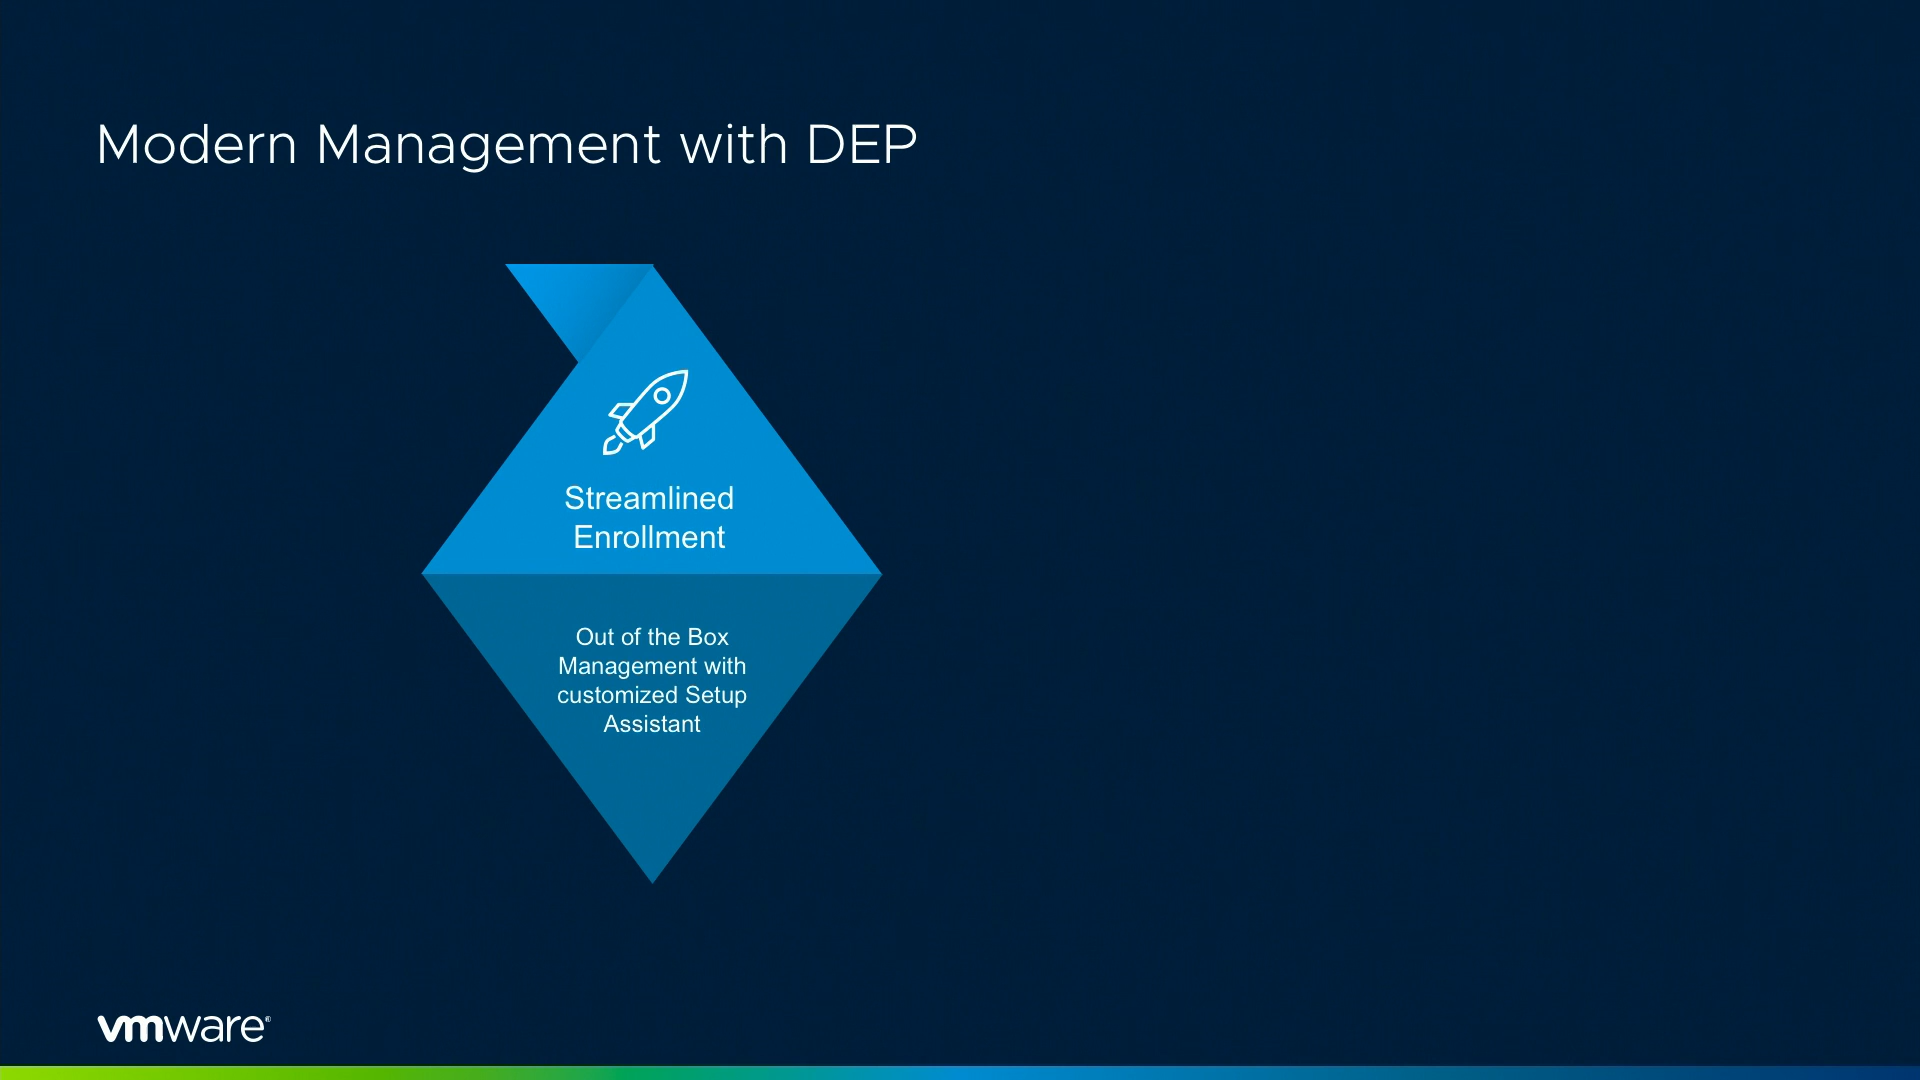 Modern Management with DEP
Streamlined
Enrollment
Out of the Box
Management with
customized Setup
Assistant
vmware®